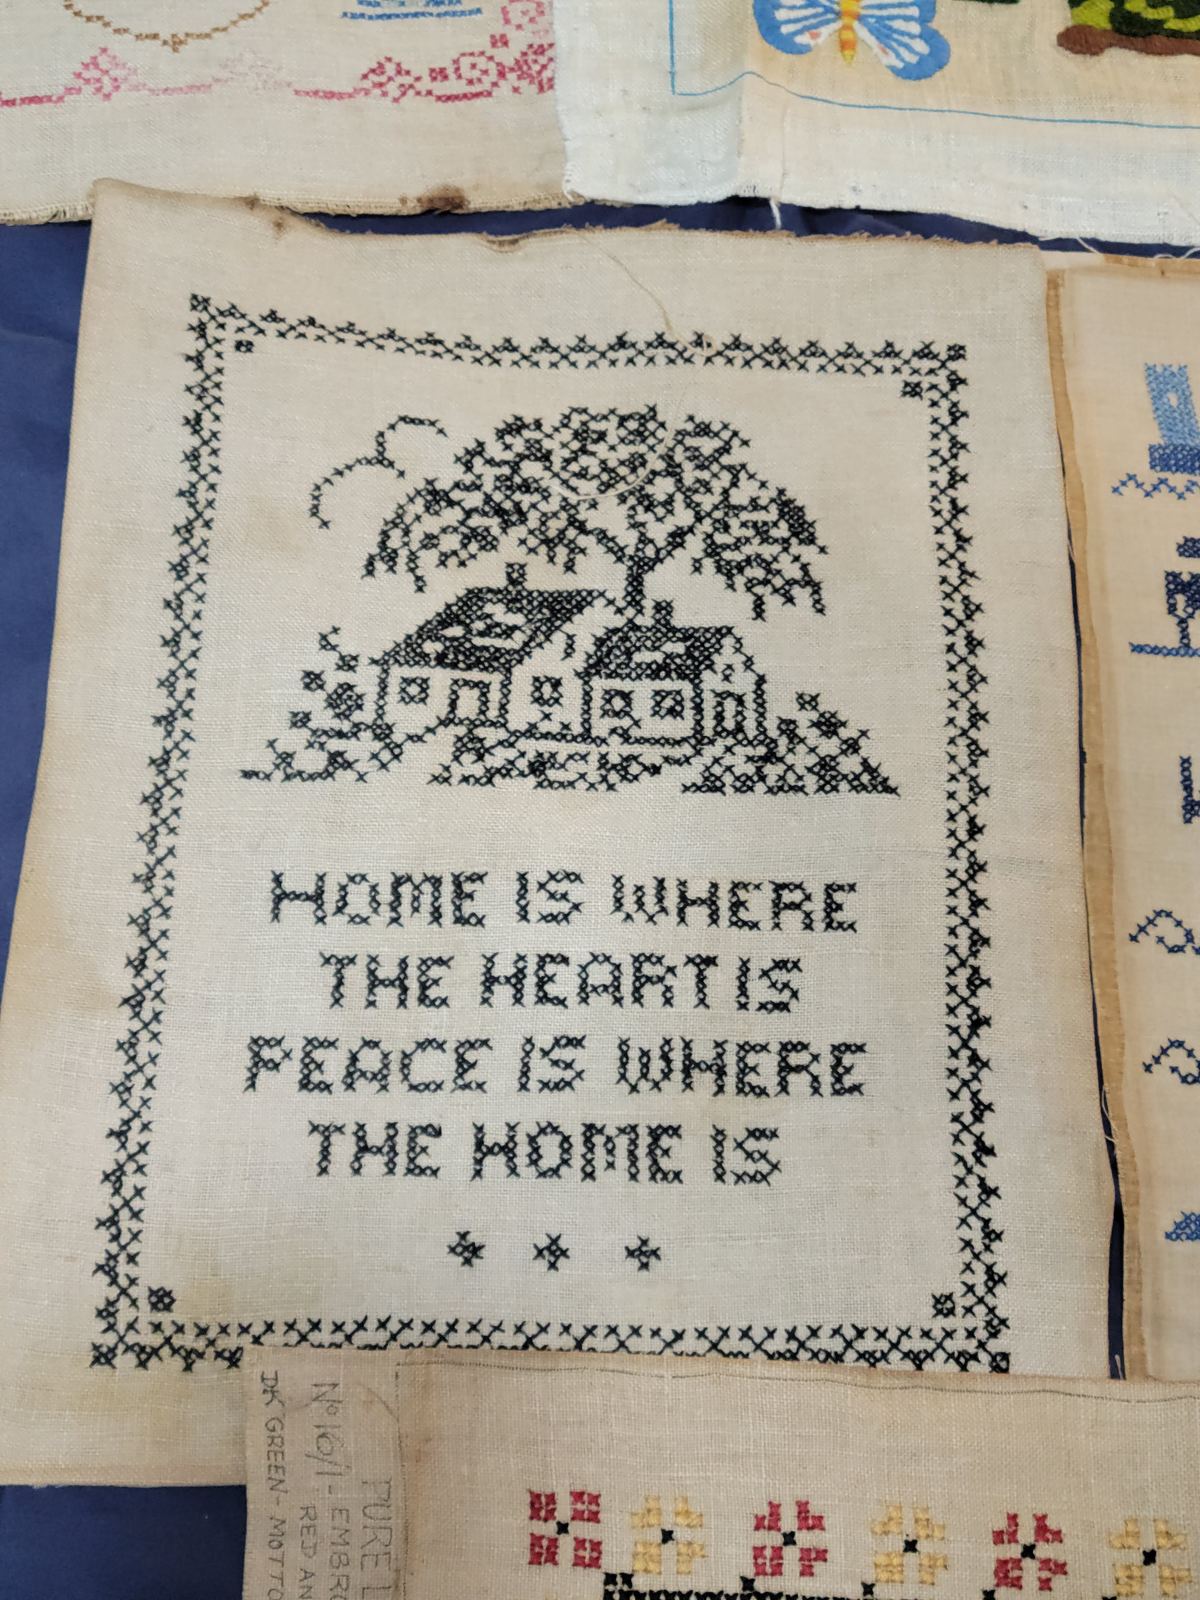 HOME IS WHERE
THE HEART IS
PEACE IS WHERE
THE HOME IS
PURE L
No 16/1 - EMBRO
RED AN
DK GREEN - MOTTO